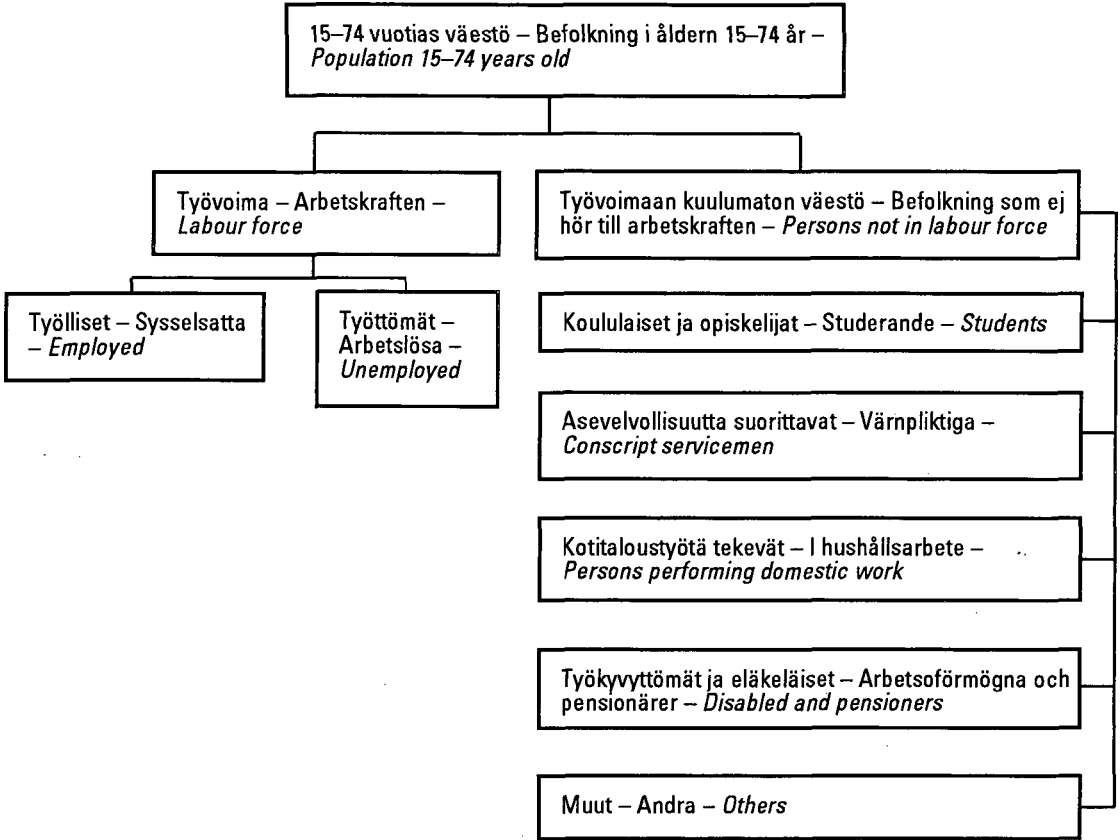 15–74 vuotias väestö – Befolkning i åldern 15–74 år –
Population 15–74 years old
Työvoima – Arbetskraften –
Labour force
Työlliset – Sysselsatta
– Employed
Työttömät –
Arbetslösa –
Unemployed
Työvoimaan kuulumaton väestö – Befolkning som ej
hör till arbetskraften – Persons not in labour force
Koululaiset ja opiskelijat – Studerande – Students
Asevelvollisuutta suorittavat – Värnpliktiga –
Conscript servicemen
Kotitaloustyötä tekevät – I hushållsarbete –
Persons performing domestic work
Työkyvyttömät ja eläkeläiset – Arbetsoförmögna och
pensionärer – Disabled and pensioners
Muut – Andra – Others